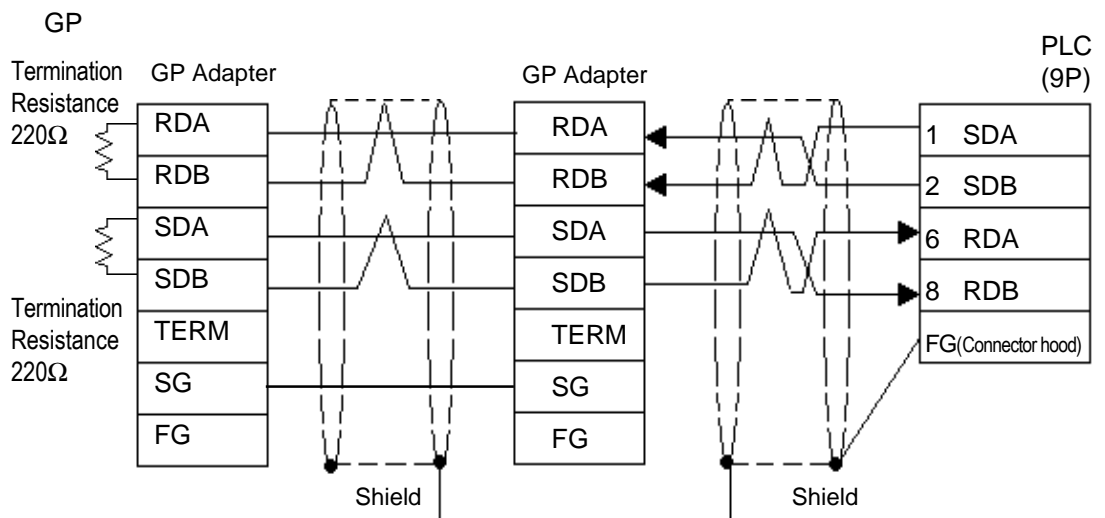 GP
PLC
(9P)
Termination
Resistance
220Ω
GP Adapter
RDA
RDB
SDA
SDB
TERM
SG
FG
Termination
Resistance
220Ω
GP Adapter
RDA
RDB
SDA
SDB
TERM
SG
FG
1 SDA
2 SDB
6 RDA
8 RDB
FG(Connector hood)
Shield
Shield